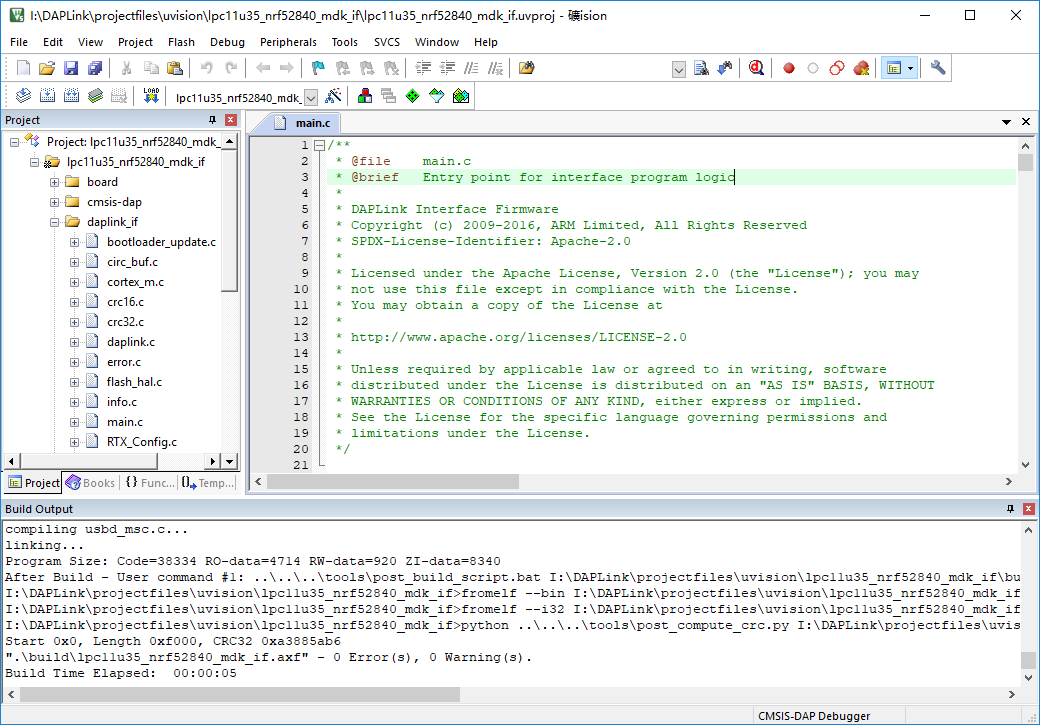 I:\DAPLink\projectfiles\uvision\lpc11u35_nrf52840_mdk_if\lpc11u35_nrf52840_mdk_if.uvproj - 礦ision
File Edit View Project Flash Debug Peripherals Tools SVCS Window Help
LOAD
lpc11u35_nrf52840_mdk_
Project
Project: lpc11u35_nrf52840_mdk_
lpc11u35_nrf52840_mdk_if
board
cmsis-dap
daplink_if
bootloader_update.c
circ_buf.c
cortex_m.c
crc16.c
crc32.c
daplink.c
error.c
flash_hal.c
info.c
main.c
RTX_Config.c
Project Books {} Func... Temp...
main.c
1 /**
2 * @file main.c
3 * @brief Entry point for interface program logic
4 *
5 * DAPLink Interface Firmware
6 * Copyright (c) 2009-2016, ARM Limited, All Rights Reserved
7 * SPDX-License-Identifier: Apache-2.0
8 *
9 * Licensed under the Apache License, Version 2.0 (the "License"); you may
10 * not use this file except in compliance with the License.
11 * You may obtain a copy of the License at
12 *
13 * http://www.apache.org/licenses/LICENSE-2.0
14 *
15 * Unless required by applicable law or agreed to in writing, software
16 * distributed under the License is distributed on an "AS IS" BASIS, WITHOUT
17 * WARRANTIES OR CONDITIONS OF ANY KIND, either express or implied.
18 * See the License for the specific language governing permissions and
19 * limitations under the License.
20 */
21
Build Output
compiling usbd_msc.c...
linking...
Program Size: Code=38334 RO-data=4714 RW-data=920 ZI-data=8340
After Build - User command #1: ..\..\..\tools\post_build_script.bat I:\DAPLink\projectfiles\uvision\lpc11u35_nrf52840_mdk_if\bu
I:\DAPLink\projectfiles\uvision\lpc11u35_nrf52840_mdk_if>fromelf --bin I:\DAPLink\projectfiles\uvision\lpc11u35_nrf52840_mdk_if
I:\DAPLink\projectfiles\uvision\lpc11u35_nrf52840_mdk_if>fromelf --i32 I:\DAPLink\projectfiles\uvision\lpc11u35_nrf52840_mdk_if
I:\DAPLink\projectfiles\uvision\lpc11u35_nrf52840_mdk_if>python ..\..\..\tools\post_compute_crc.py I:\DAPLink\projectfiles\uvis
Start 0x0, Length 0xf000, CRC32 0xa3885ab6
".\build\lpc11u35_nrf52840_mdk_if.axf" - 0 Error(s), 0 Warning(s).
Build Time Elapsed: 00:00:05
CMSIS-DAP Debugger